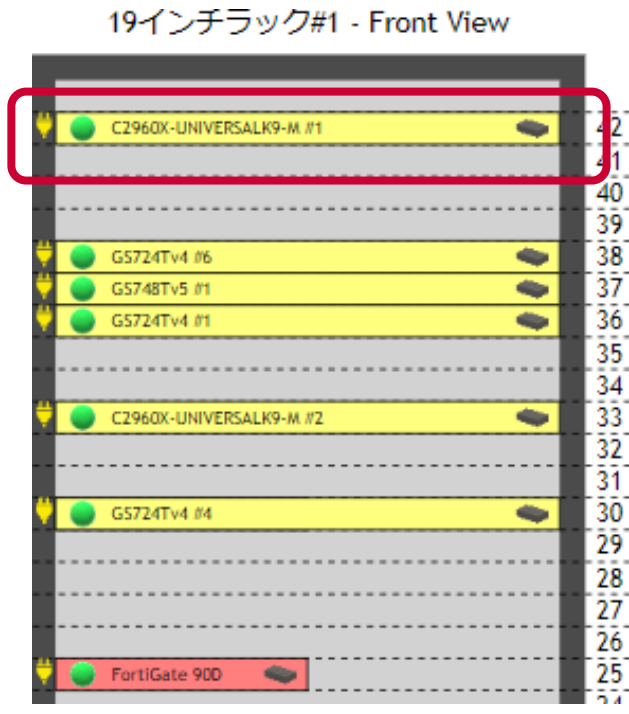 19インチラック#1 - Front View
C2960X-UNIVERSALK9-M #1
42
41
40
39
GS724Tv4 #6
38
GS748Tv5 #1
37
GS724Tv4 #1
36
35
34
C2960X-UNIVERSALK9-M #2
33
32
31
GS724Tv4 #4
30
29
28
27
26
FortiGate 90D
25
24